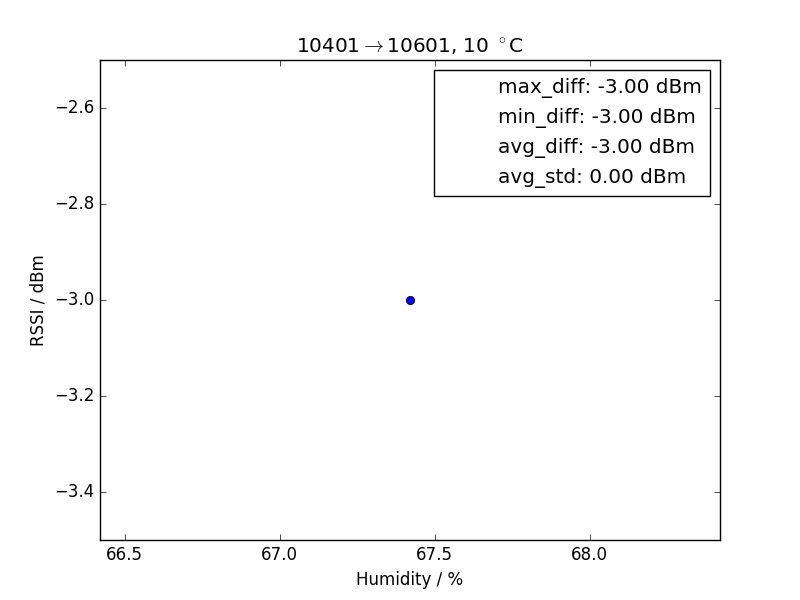 10401→10601, 10 °C
max_diff: -3.00 dBm
min_diff: -3.00 dBm
avg_diff: -3.00 dBm
avg_std: 0.00 dBm
−2.6
−2.8
−3.0
−3.2
−3.4
RSSI / dBm
66.5 67.0 67.5 68.0
Humidity / %